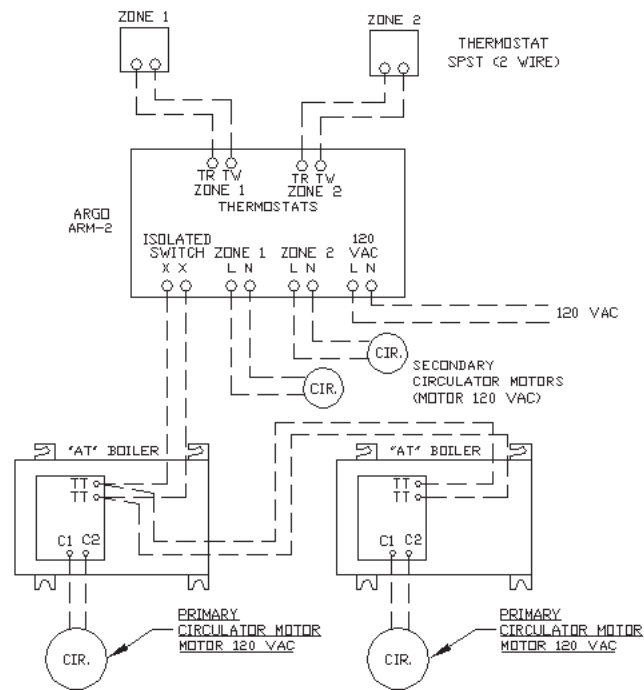 ZONE 1
ZONE 2
THERMOSTAT
SPST (2 WIRE)
TR TW
ZONE 1
TR TW
ZONE 2
THERMOSTATS
ARGO
ARM-2
ISOLATED
SWITCH
X X
ZONE 1
L N
ZONE 2
L N
120
VAC
L N
120 VAC
CIR.
CIR.
SECONDARY
CIRCULATOR MOTORS
(MOTOR 120 VAC)
"AT" BOILER
TT
TT
C1 C2
"AT" BOILER
TT
TT
C1 C2
CIR.
PRIMARY
CIRCULATOR MOTOR
MOTOR 120 VAC
CIR.
PRIMARY
CIRCULATOR MOTOR
MOTOR 120 VAC